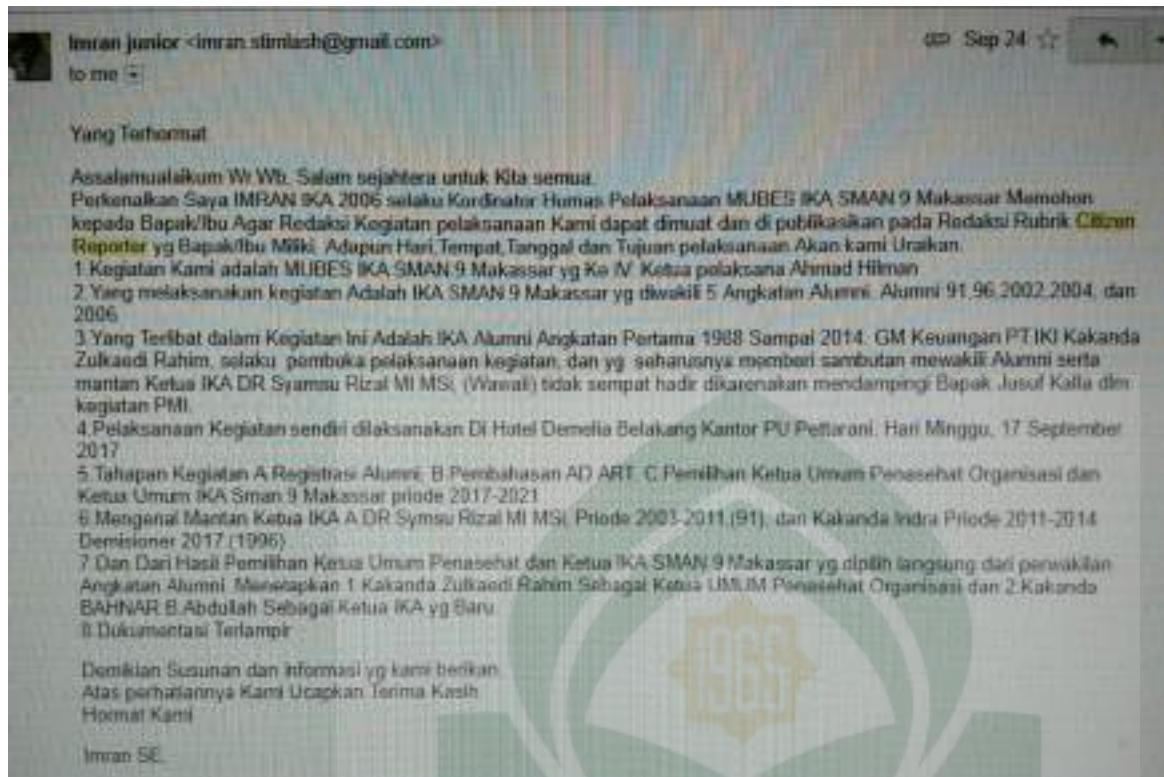 Imran junior <imran.stimlash@gmail.com>
Sep 24
to me
Yang Terhormat
Assalamualaikum Wr Wb. Salam sejahtera untuk Kita semua.
Perkenalkan Saya IMRAN IKA 2006 selaku Kordinator Humas Pelaksanaan MUBES IKA SMAN 9 Makassar Memohon
kepada Bapak/Ibu Agar Redaksi Kegiatan pelaksanaan Kami dapat dimuat dan di publikasikan pada Redaksi Rubrik Citizen
Reporter yg Bapak/Ibu Miliki. Adapun Hari,Tempat,Tanggal dan Tujuan pelaksanaan Akan kami Uraikan.
1.Kegiatan Kami adalah MUBES IKA SMAN 9 Makassar yg Ke IV. Ketua pelaksana Ahmad Hilman
2.Yang melaksanakan kegiatan Adalah IKA SMAN 9 Makassar yg diwakili 5 Angkatan Alumni. Alumni 91,96,2002,2004, dan
2006
3.Yang Terlibat dalam Kegiatan Ini Adalah IKA Alumni Angkatan Pertama 1988 Sampai 2014. GM Keuangan PT.IKI Kakanda
Zulkaedi Rahim, selaku pembuka pelaksanaan kegiatan, dan yg seharusnya memberi sambutan mewakili Alumni serta
mantan Ketua IKA DR Syamsu Rizal MI MSi, (Wawali) tidak sempat hadir dikarenakan mendampingi Bapak Jusuf Kalla dlm
kegiatan PMI.
4.Pelaksanaan Kegiatan sendiri dilaksanakan Di Hotel Demelia Belakang Kantor PU Pettarani. Hari Minggu, 17 September
2017
5.Tahapan Kegiatan A.Registrasi Alumni, B.Pembahasan AD ART. C.Pemilihan Ketua Umum Penasehat Organisasi dan
Ketua Umum IKA Sman 9 Makassar priode 2017-2021
6.Mengenal Mantan Ketua IKA A.DR Symsu Rizal MI MSi, Priode 2003-2011,(91), dan Kakanda Indra Priode 2011-2014
Demisioner 2017 (1996)
7.Dan Dari Hasil Pemilihan Ketua Umum Penasehat dan Ketua IKA SMAN 9 Makassar yg dipilih langsung dari perwakilan
Angkatan Alumni. Menetapkan 1.Kakanda Zulkaedi Rahim Sebagai Ketua UMUM Penasehat Organisasi dan 2.Kakanda
BAHNAR B.Abdullah Sebagai Ketua IKA yg Baru.
8.Dokumentasi Terlampir
Demikian Susunan dan informasi yg kami berikan.
Atas perhatiannya Kami Ucapkan Terima Kasih
Hormat Kami
Imran SE.
1965